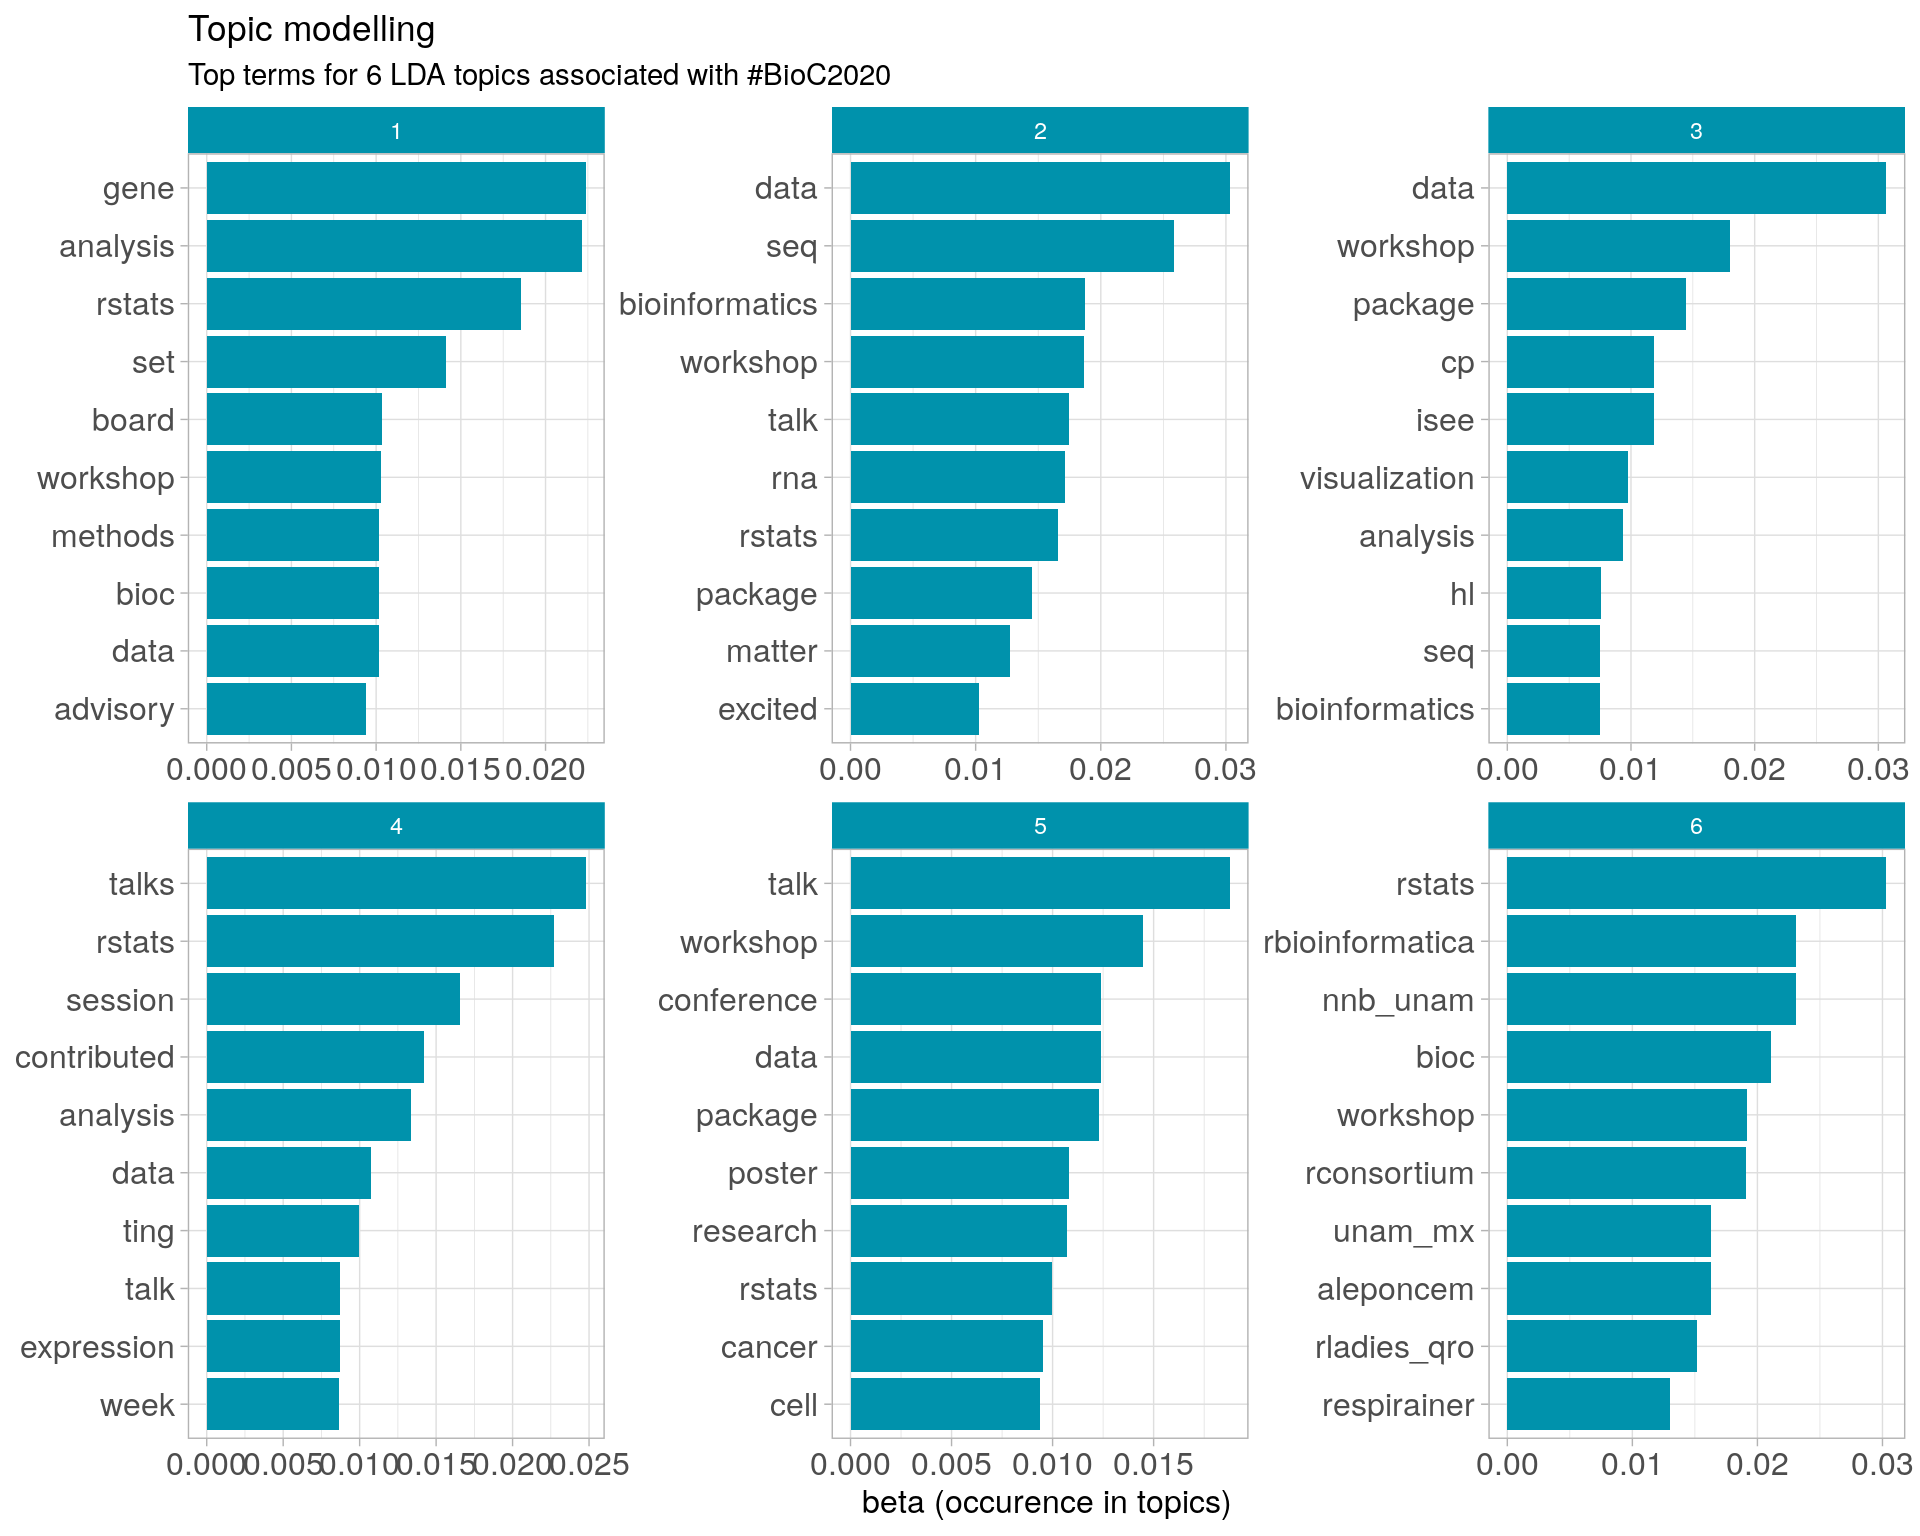 Topic modelling
Top terms for 6 LDA topics associated with #BioC2020
1
gene
analysis
rstats
set
board
workshop
methods
bioc
data
advisory
0.000 0.005 0.010 0.015 0.020
2
data
seq
bioinformatics
workshop
talk
rna
rstats
package
matter
excited
0.00 0.01 0.02 0.03
3
data
workshop
package
cp
isee
visualization
analysis
hl
seq
bioinformatics
0.00 0.01 0.02 0.03
4
talks
rstats
session
contributed
analysis
data
ting
talk
expression
week
0.000 0.005 0.010 0.015 0.020 0.025
5
talk
workshop
conference
data
package
poster
research
rstats
cancer
cell
0.000 0.005 0.010 0.015
6
rstats
rbioinformatica
nnb_unam
bioc
workshop
rconsortium
unam_mx
aleponcem
rladies_qro
respirainer
0.00 0.01 0.02 0.03
beta (occurence in topics)